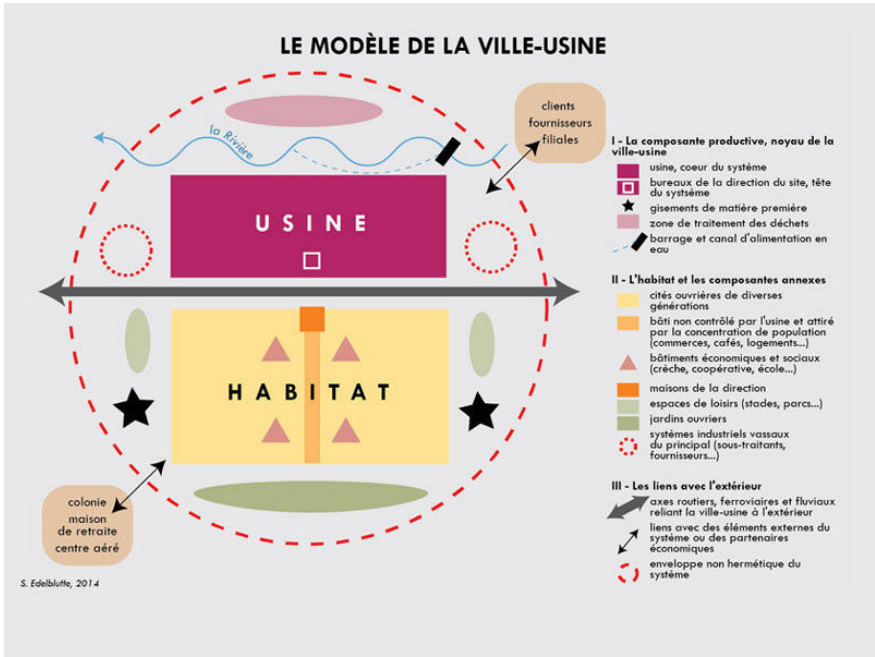 LE MODÈLE DE LA VILLE-USINE
la Rivière
clients
fournisseurs
filiales
USINE
HABITAT
colonie
maison
de retraite
centre aéré
S. Edelblutte, 2014
I - La composante productive, noyau de la
ville-usine
usine, coeur du système
bureaux de la direction du site, tête
du systsème
gisements de matière première
zone de traitement des déchets
barrage et canal d'alimentation en
eau
II - L'habitat et les composantes annexes
cités ouvrières de diverses
générations
bâti non contrôlé par l'usine et attiré
par la concentration de population
(commerces, cafés, logements...)
bâtiments économiques et sociaux
(crèche, coopérative, école...)
maisons de la direction
espaces de loisirs (stades, parcs...)
jardins ouvriers
systèmes industriels vassaux
du principal (sous-traitants,
fournisseurs...)
III - Les liens avec l'extérieur
axes routiers, ferroviaires et fluviaux
reliant la ville-usine à l'extérieur
liens avec des éléments externes du
système ou des partenaires
économiques
enveloppe non hermétique du
système